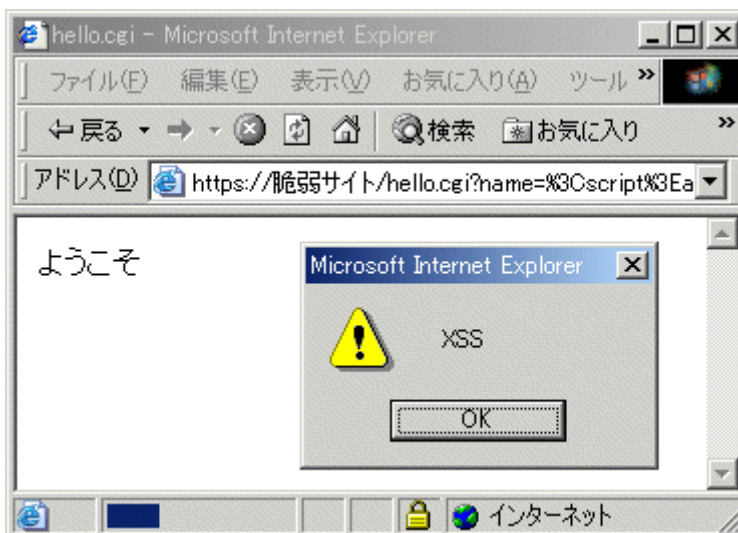 hello.cgi - Microsoft Internet Explorer
ファイル(F) 編集(E) 表示(V) お気に入り(A) ツール »
戻る 検索 お気に入り »
アドレス(D) https://脆弱サイト/hello.cgi?name=%3Cscript%3Ea
ようこそ
Microsoft Internet Explorer
XSS
OK
インターネット